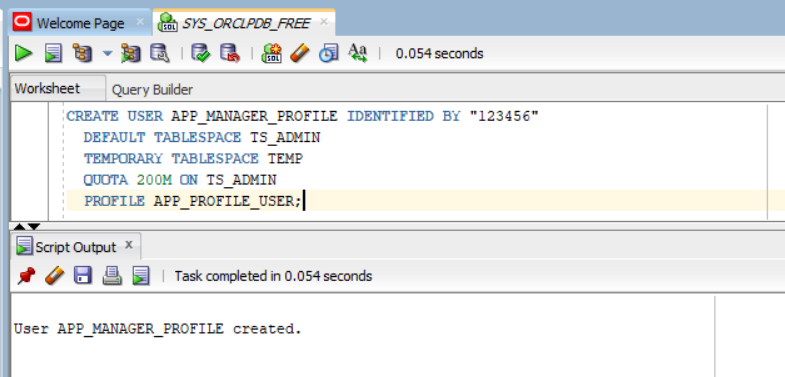 Welcome Page
SYS_ORCLPDB_FREE
SQL
Aa
0.054 seconds
Worksheet
Query Builder
CREATE USER APP_MANAGER_PROFILE IDENTIFIED BY "123456"
DEFAULT TABLESPACE TS_ADMIN
TEMPORARY TABLESPACE TEMP
QUOTA 200M ON TS_ADMIN
PROFILE APP_PROFILE_USER;
Script Output
Task completed in 0.054 seconds
User APP_MANAGER_PROFILE created.